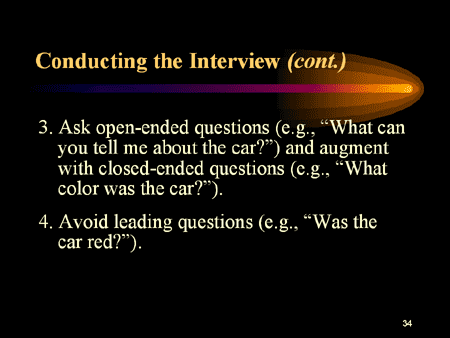 Conducting the Interview (cont.)
3. Ask open-ended questions (e.g., “What can
you tell me about the car?”) and augment
with closed-ended questions (e.g., “What
color was the car?”).
4. Avoid leading questions (e.g., “Was the
car red?”).
34